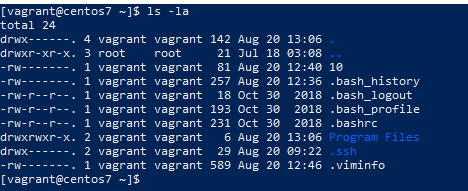 [vagrant@centos7 ~]$ ls -la
total 24
drwx------. 4 vagrant vagrant 142 Aug 20 13:06 .
drwxr-xr-x. 3 root    root     21 Jul 18 03:08 ..
-rw-------. 1 vagrant vagrant  81 Aug 20 12:40 10
-rw-------. 1 vagrant vagrant 257 Aug 20 12:36 .bash_history
-rw-r--r--. 1 vagrant vagrant  18 Oct 30  2018 .bash_logout
-rw-r--r--. 1 vagrant vagrant 193 Oct 30  2018 .bash_profile
-rw-r--r--. 1 vagrant vagrant 231 Oct 30  2018 .bashrc
drwxrwxr-x. 2 vagrant vagrant   6 Aug 20 13:06 Program Files
drwx------. 2 vagrant vagrant  29 Aug 20 09:22 .ssh
-rw-------. 1 vagrant vagrant 589 Aug 20 12:46 .viminfo
[vagrant@centos7 ~]$